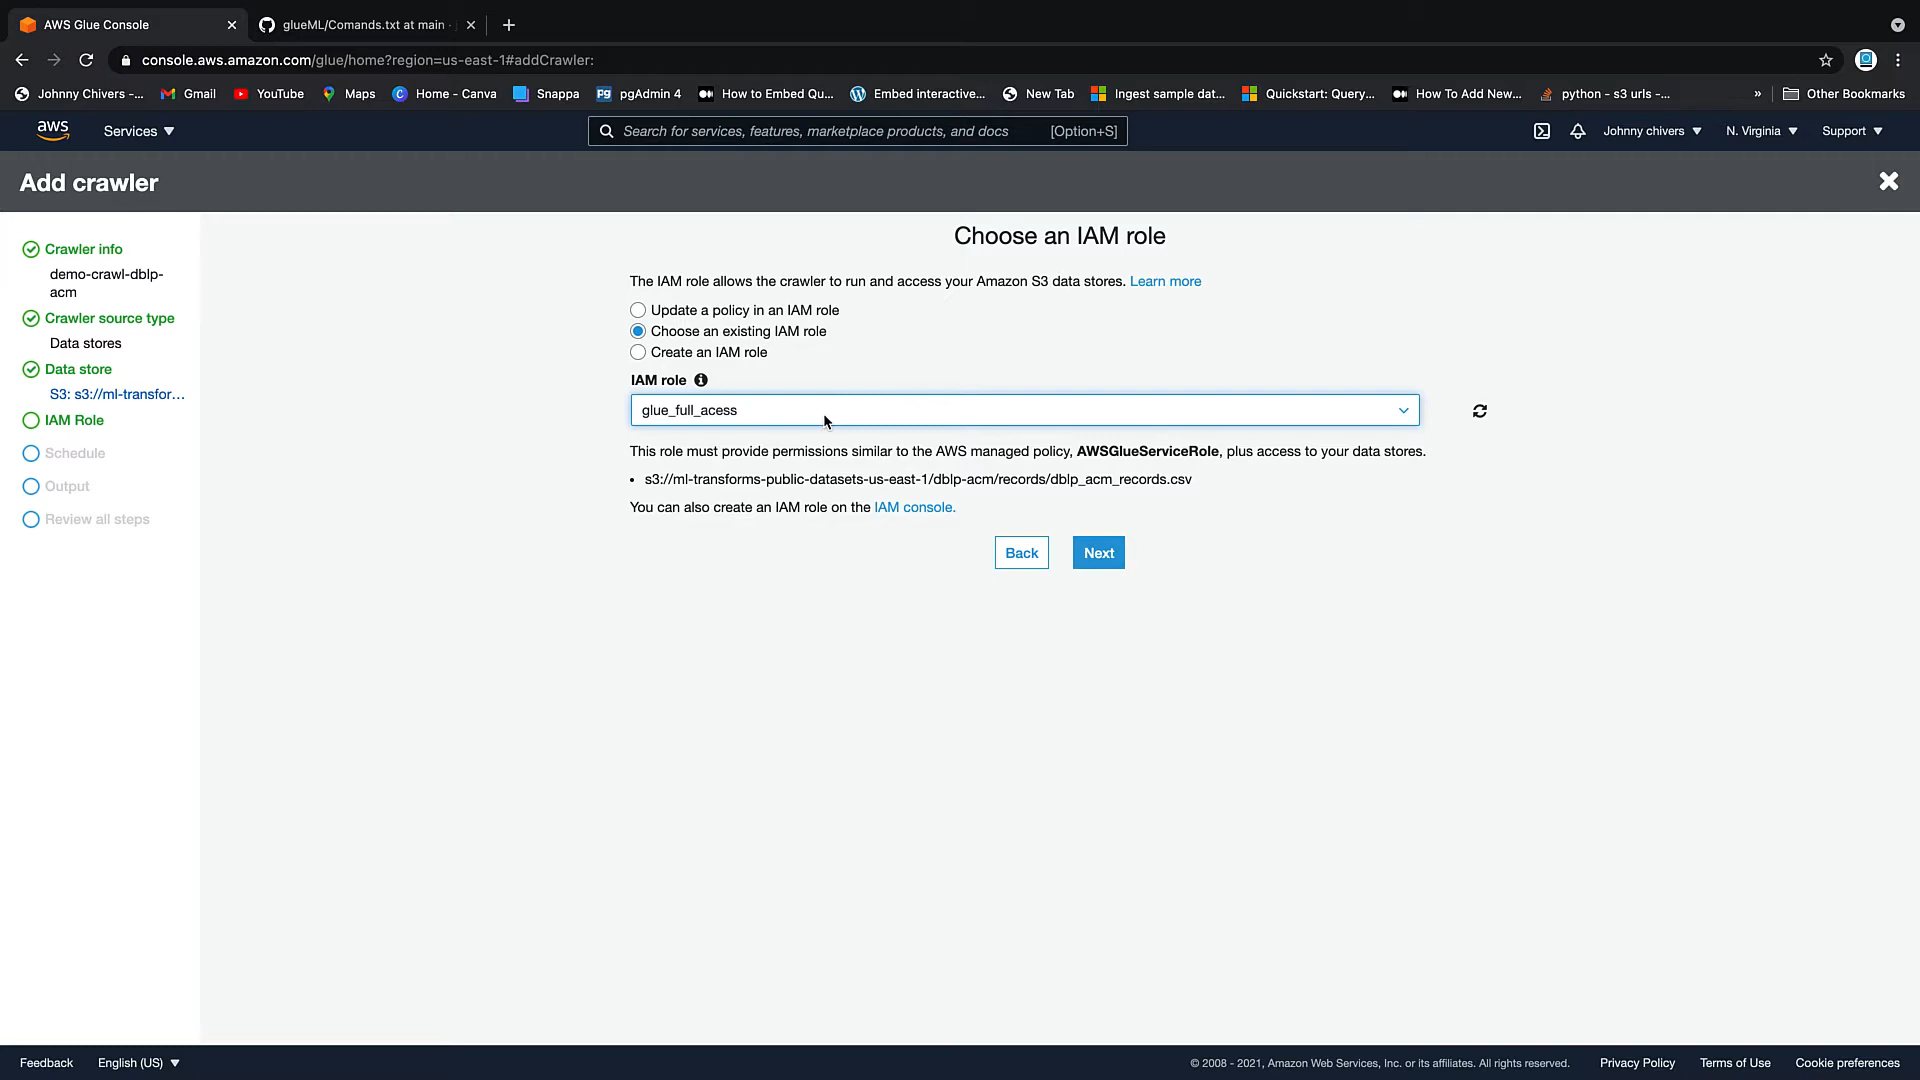 AWS Glue Console
glueML/Comands.txt at main ·
console.aws.amazon.com/glue/home?region=us-east-1#addCrawler:
Johnny Chivers -... Gmail YouTube Maps Home - Canva Snappa pgAdmin 4 How to Embed Qu... Embed interactive... New Tab Ingest sample dat... Quickstart: Query,... How To Add New... python - s3 urls -... » Other Bookmarks
aws Services Search for services, features, marketplace products, and docs [Option+S] Johnny chivers N. Virginia Support
Add crawler
Crawler info
demo-crawl-dblp-
acm
Crawler source type
Data stores
Data store
S3: s3://ml-transfor...
IAM Role
Schedule
Output
Review all steps
Choose an IAM role
The IAM role allows the crawler to run and access your Amazon S3 data stores. Learn more
Update a policy in an IAM role
Choose an existing IAM role
Create an IAM role
IAM role
glue_full_acess
This role must provide permissions similar to the AWS managed policy, AWSGlueServiceRole, plus access to your data stores.
• s3://ml-transforms-public-datasets-us-east-1/dblp-acm/records/dblp_acm_records.csv
You can also create an IAM role on the IAM console.
Back Next
Feedback English (US) © 2008 - 2021, Amazon Web Services, Inc. or its affiliates. All rights reserved. Privacy Policy Terms of Use Cookie preferences